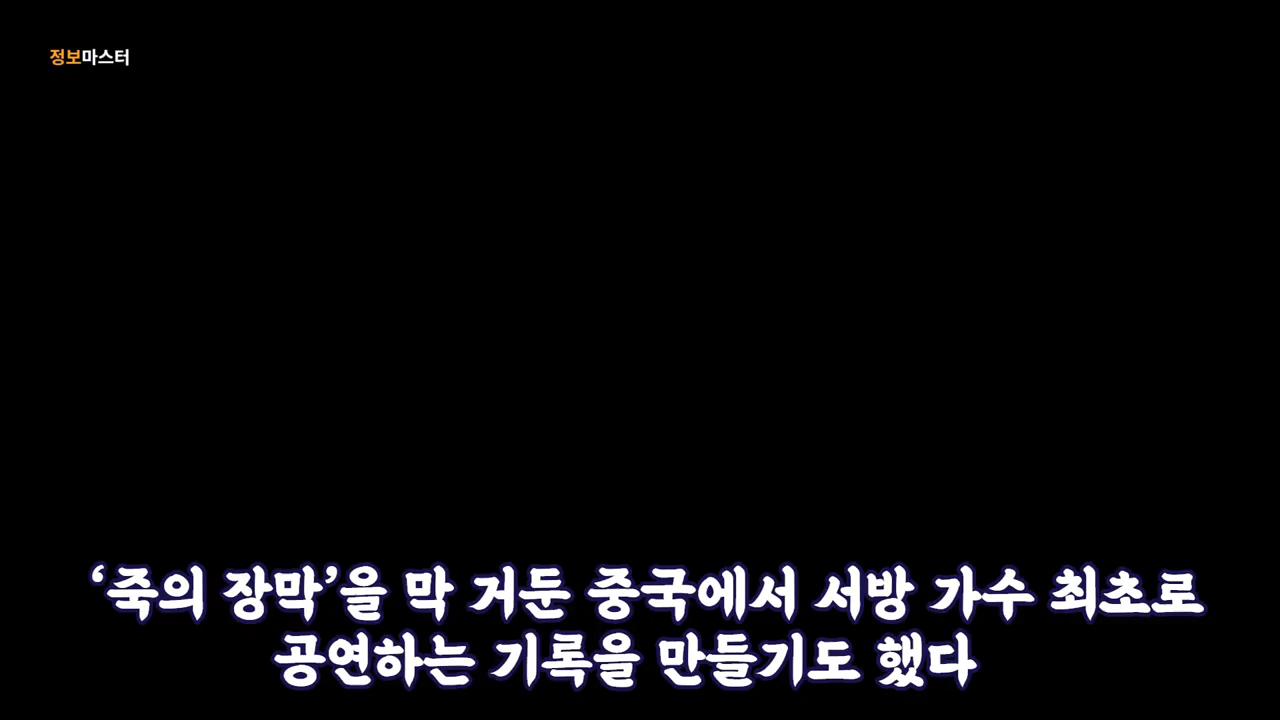 정보마스터
‘죽의 장막’을 막 거둔 중국에서 서방 가수 최초로
공연하는 기록을 만들기도 했다